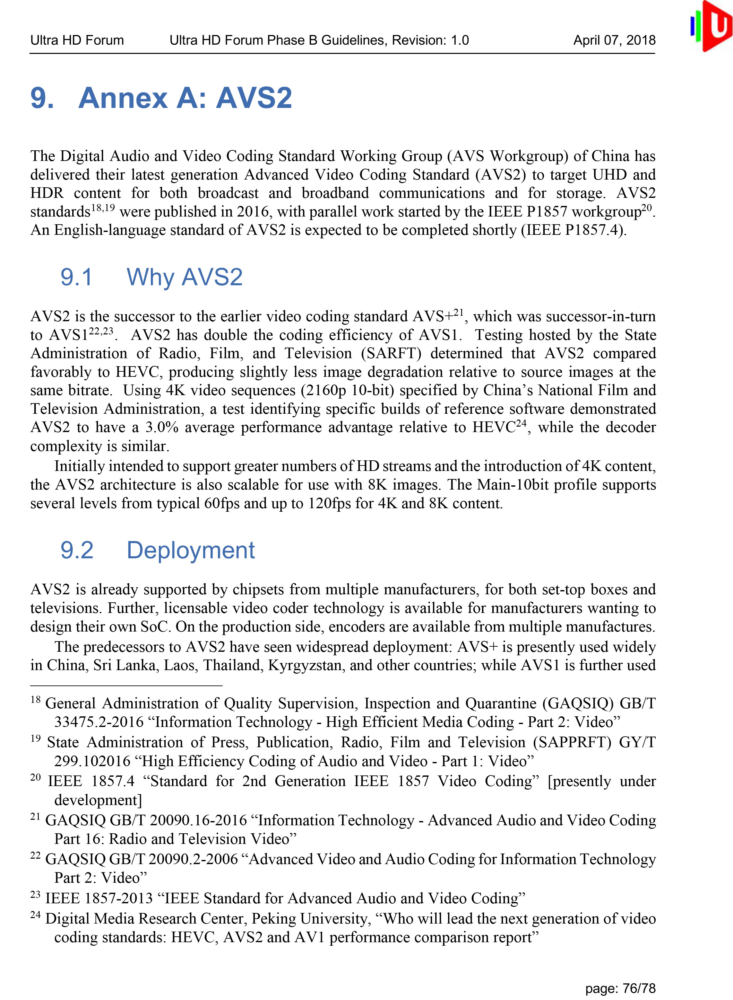 Ultra HD Forum Ultra HD Forum Phase B Guidelines, Revision: 1.0 April 07, 2018
U
9. Annex A: AVS2
The Digital Audio and Video Coding Standard Working Group (AVS Workgroup) of China has
delivered their latest generation Advanced Video Coding Standard (AVS2) to target UHD and
HDR content for both broadcast and broadband communications and for storage. AVS2
standards18,19 were published in 2016, with parallel work started by the IEEE P1857 workgroup20.
An English-language standard of AVS2 is expected to be completed shortly (IEEE P1857.4).
9.1 Why AVS2
AVS2 is the successor to the earlier video coding standard AVS+21, which was successor-in-turn
to AVS122,23. AVS2 has double the coding efficiency of AVS1. Testing hosted by the State
Administration of Radio, Film, and Television (SARFT) determined that AVS2 compared
favorably to HEVC, producing slightly less image degradation relative to source images at the
same bitrate. Using 4K video sequences (2160p 10-bit) specified by China’s National Film and
Television Administration, a test identifying specific builds of reference software demonstrated
AVS2 to have a 3.0% average performance advantage relative to HEVC24, while the decoder
complexity is similar.
Initially intended to support greater numbers of HD streams and the introduction of 4K content,
the AVS2 architecture is also scalable for use with 8K images. The Main-10bit profile supports
several levels from typical 60fps and up to 120fps for 4K and 8K content.
9.2 Deployment
AVS2 is already supported by chipsets from multiple manufacturers, for both set-top boxes and
televisions. Further, licensable video coder technology is available for manufacturers wanting to
design their own SoC. On the production side, encoders are available from multiple manufactures.
The predecessors to AVS2 have seen widespread deployment: AVS+ is presently used widely
in China, Sri Lanka, Laos, Thailand, Kyrgyzstan, and other countries; while AVS1 is further used
18 General Administration of Quality Supervision, Inspection and Quarantine (GAQSIQ) GB/T
33475.2-2016 “Information Technology - High Efficient Media Coding - Part 2: Video”
19 State Administration of Press, Publication, Radio, Film and Television (SAPPRFT) GY/T
299.102016 “High Efficiency Coding of Audio and Video - Part 1: Video”
20 IEEE 1857.4 “Standard for 2nd Generation IEEE 1857 Video Coding” [presently under
development]
21 GAQSIQ GB/T 20090.16-2016 “Information Technology - Advanced Audio and Video Coding
Part 16: Radio and Television Video”
22 GAQSIQ GB/T 20090.2-2006 “Advanced Video and Audio Coding for Information Technology
Part 2: Video”
23 IEEE 1857-2013 “IEEE Standard for Advanced Audio and Video Coding”
24 Digital Media Research Center, Peking University, “Who will lead the next generation of video
coding standards: HEVC, AVS2 and AV1 performance comparison report”
page: 76/78